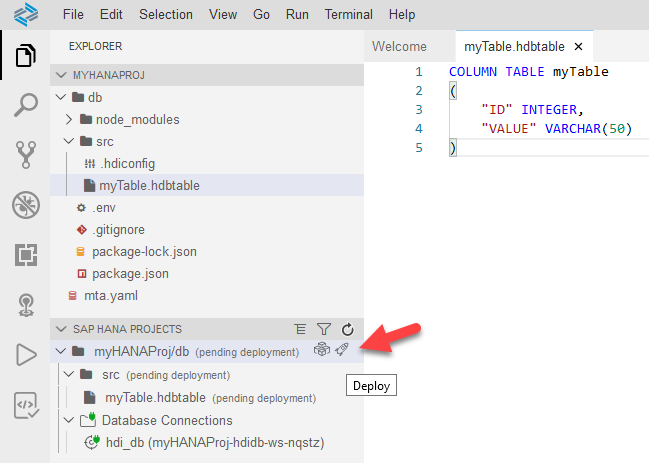 File Edit Selection View Go Run Terminal Help
EXPLORER
MYHANAPROJ
db
node_modules
src
.hdiconfig
myTable.hdbtable
.env
.gitignore
package-lock.json
package.json
mta.yaml
SAP HANA PROJECTS
myHANAProj/db (pending deployment)
Deploy
src (pending deployment)
myTable.hdbtable (pending deployment)
Database Connections
hdi_db (myHANAProj-hdidb-ws-nqstz)
Welcome myTable.hdbtable
1 COLUMN TABLE myTable
2 (
3 "ID" INTEGER,
4 "VALUE" VARCHAR(50)
5 )